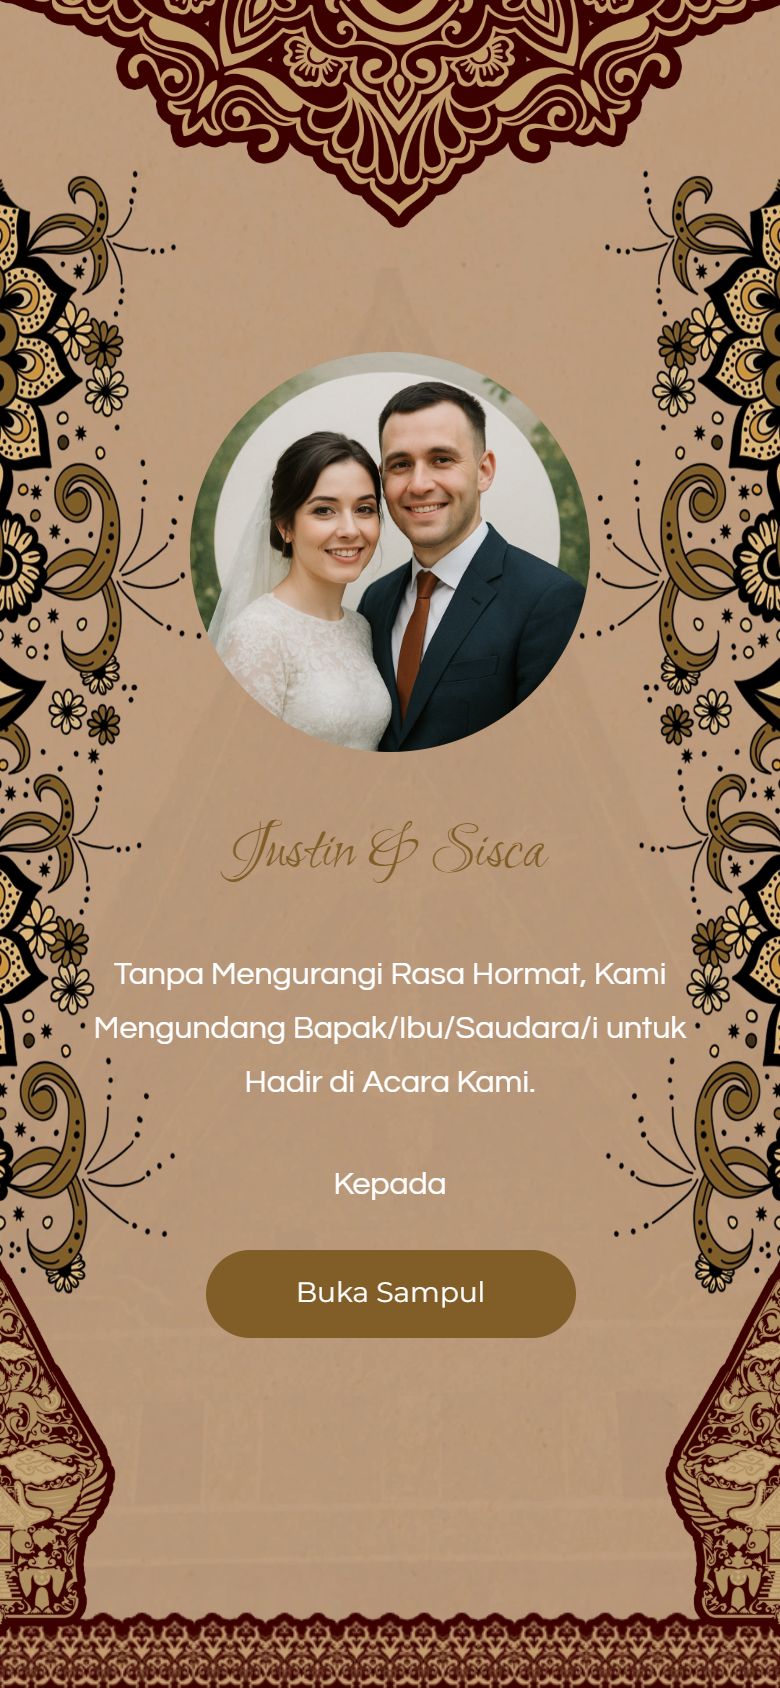 Justin & Sisca
Tanpa Mengurangi Rasa Hormat, Kami
Mengundang Bapak/Ibu/Saudara/i untuk
Hadir di Acara Kami.
Kepada
Buka Sampul